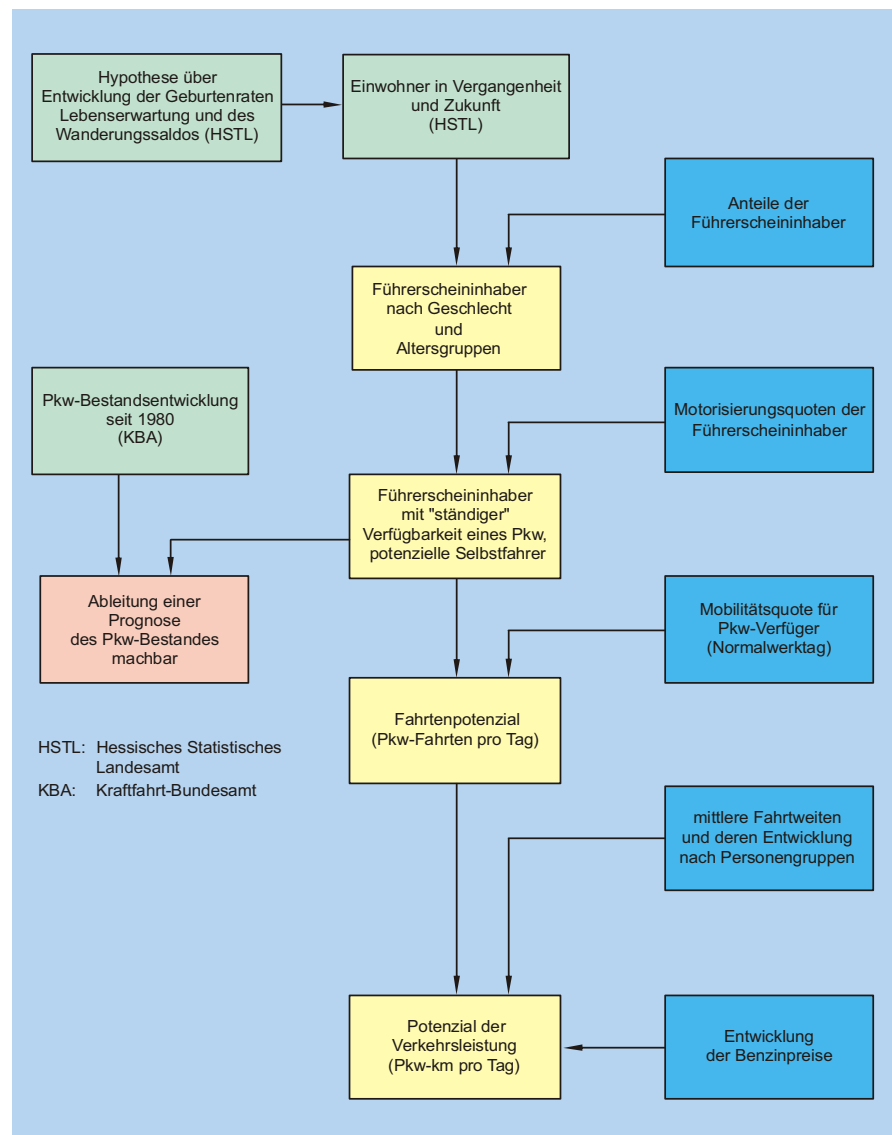 Hypothese über
Entwicklung der Geburtenraten
Lebenserwartung und des
Wanderungssaldos (HSTL)
Einwohner in Vergangenheit
und Zukunft
(HSTL)
Anteile der
Führerscheininhaber
Führerscheininhaber
nach Geschlecht
und
Altersgruppen
Pkw-Bestandsentwicklung
seit 1980
(KBA)
Motorisierungsquoten der
Führerscheininhaber
Führerscheininhaber
mit "ständiger"
Verfügbarkeit eines Pkw,
potenzielle Selbstfahrer
Ableitung einer
Prognose
des Pkw-Bestandes
machbar
Mobilitätsquote für
Pkw-Verfüger
(Normalwerktag)
Fahrtenpotenzial
(Pkw-Fahrten pro Tag)
HSTL: Hessisches Statistisches
Landesamt
KBA: Kraftfahrt-Bundesamt
mittlere Fahrtweiten
und deren Entwicklung
nach Personengruppen
Potenzial der
Verkehrsleistung
(Pkw-km pro Tag)
Entwicklung
der Benzinpreise